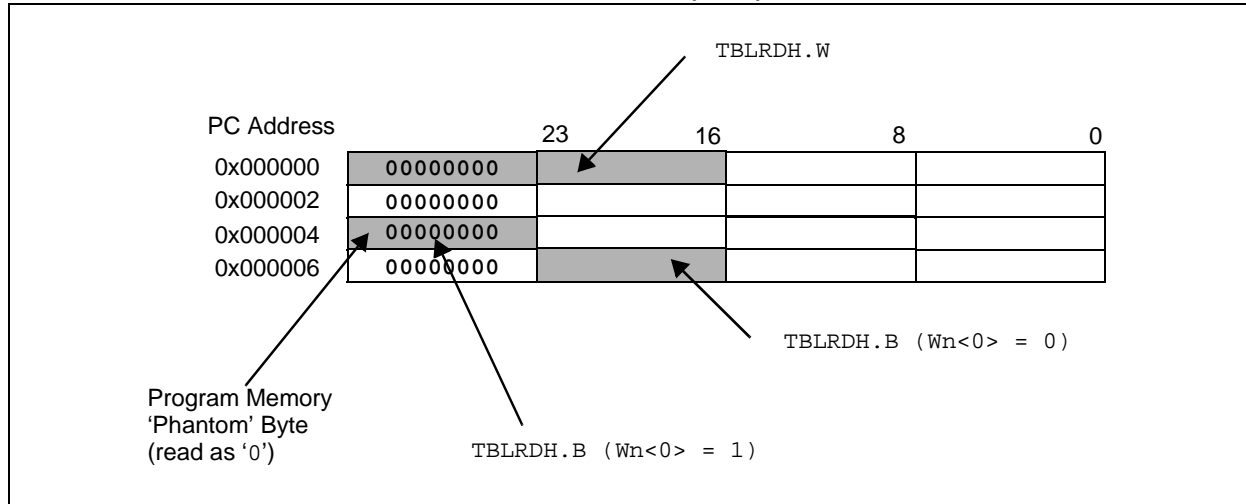 TBLRDH.W
PC Address
23 16 8 0
0x000000 00000000
0x000002 00000000
0x000004 00000000
0x000006 00000000
TBLRDH.B (Wn<0> = 0)
Program Memory
‘Phantom’ Byte
(read as ‘0’)
TBLRDH.B (Wn<0> = 1)